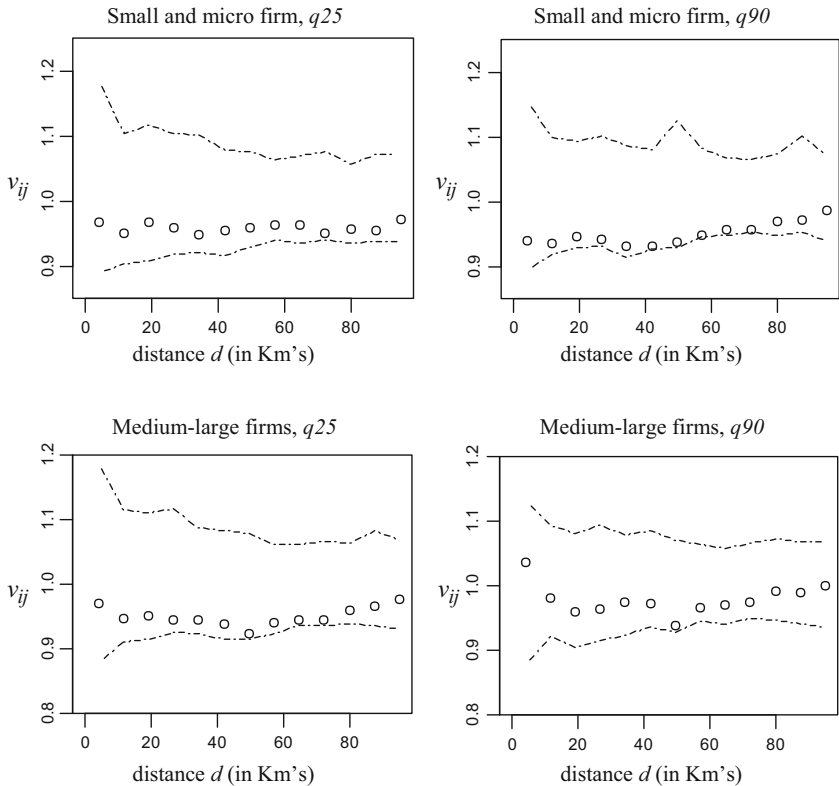 Small and micro firm, q25
Small and micro firm, q90
1.2
1.1
1.0
0.9
v_ij
0 20 40 60 80
distance d (in Km's)
1.2
1.1
1.0
0.9
v_ij
0 20 40 60 80
distance d (in Km's)
Medium-large firms, q25
Medium-large firms, q90
1.2
1.1
1.0
0.9
0.8
v_ij
0 20 40 60 80
distance d (in Km's)
1.2
1.1
1.0
0.9
0.8
v_ij
0 20 40 60 80
distance d (in Km's)